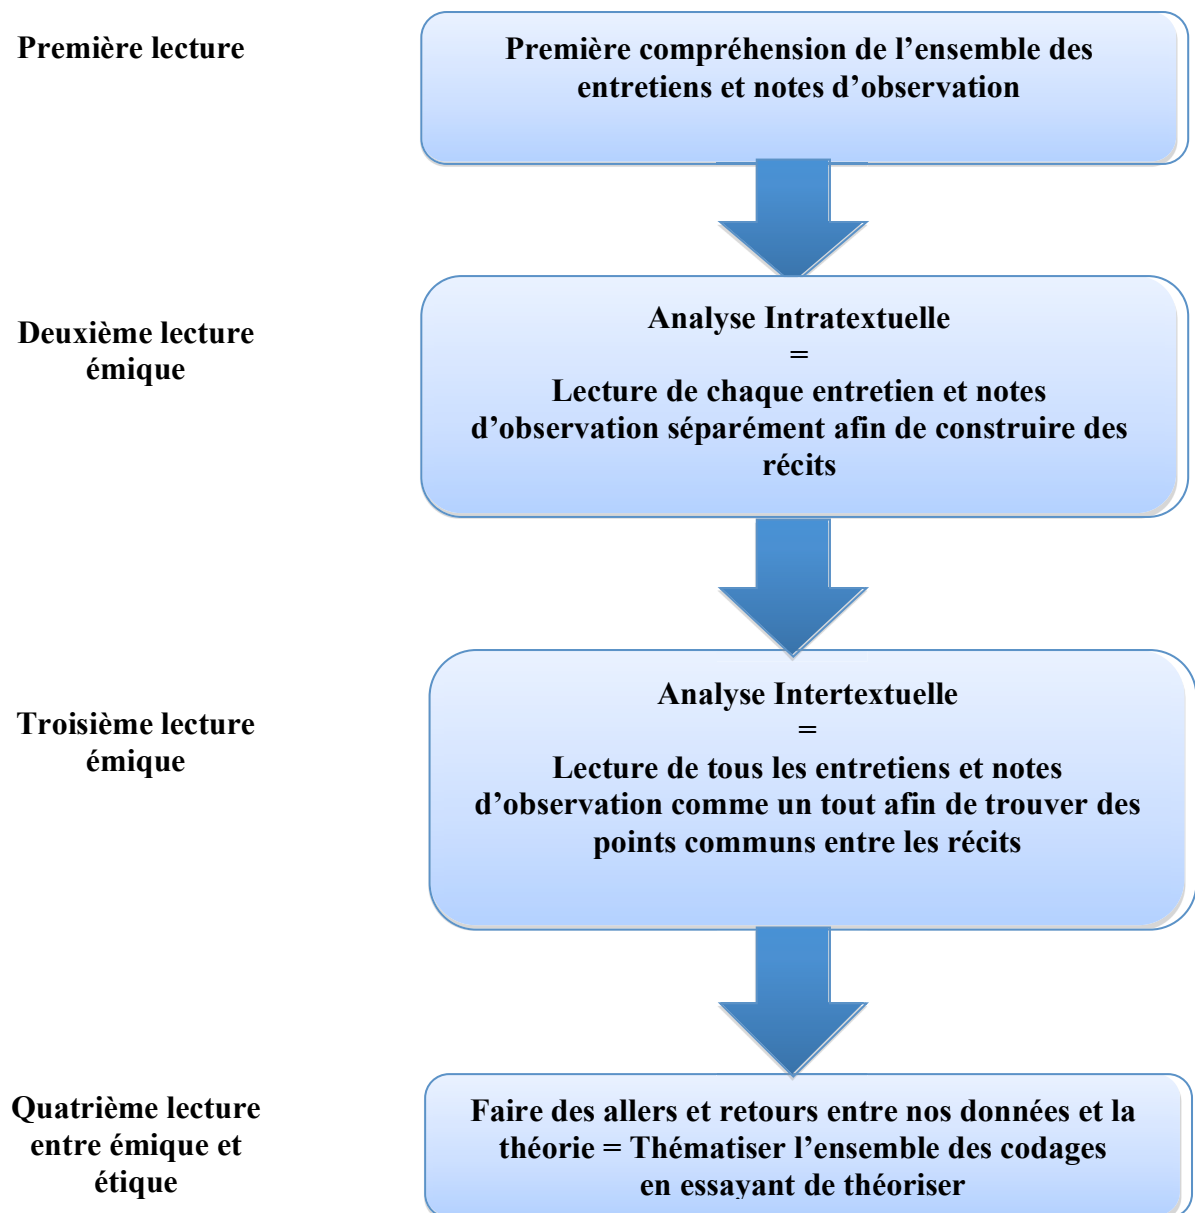 Première lecture
Première compréhension de l’ensemble des
entretiens et notes d’observation
Deuxième lecture
émique
Analyse Intratextuelle
=
Lecture de chaque entretien et notes
d’observation séparément afin de construire des
récits
Troisième lecture
émique
Analyse Intertextuelle
=
Lecture de tous les entretiens et notes
d’observation comme un tout afin de trouver des
points communs entre les récits
Quatrième lecture
entre émique et
étique
Faire des allers et retours entre nos données et la
théorie = Thématiser l’ensemble des codages
en essayant de théoriser